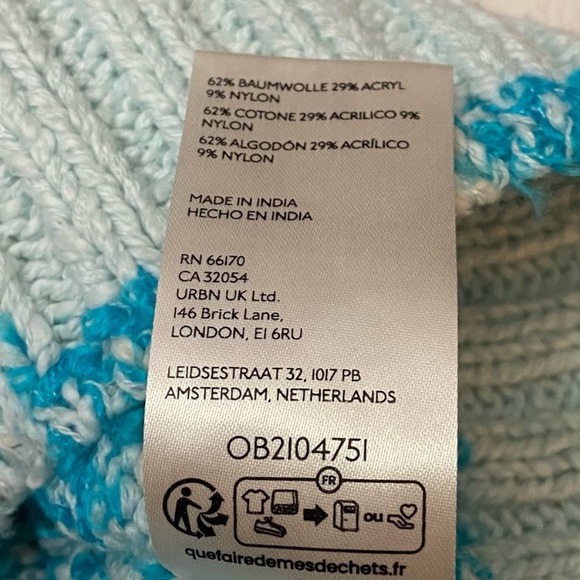 62% BAUMWOLLE 29% ACRYL
9% NYLON
62% COTONE 29% ACRILICO 9%
NYLON
62% ALGODÓN 29% ACRÍLICO
9% NYLON
MADE IN INDIA
HECHO EN INDIA
RN 66170
CA 32054
URBN UK Ltd.
146 Brick Lane,
LONDON, E1 6RU
LEIDSESTRAAT 32, 1017 PB
AMSTERDAM, NETHERLANDS
OB2104751
FR
ou
quefairedemesdechets.fr